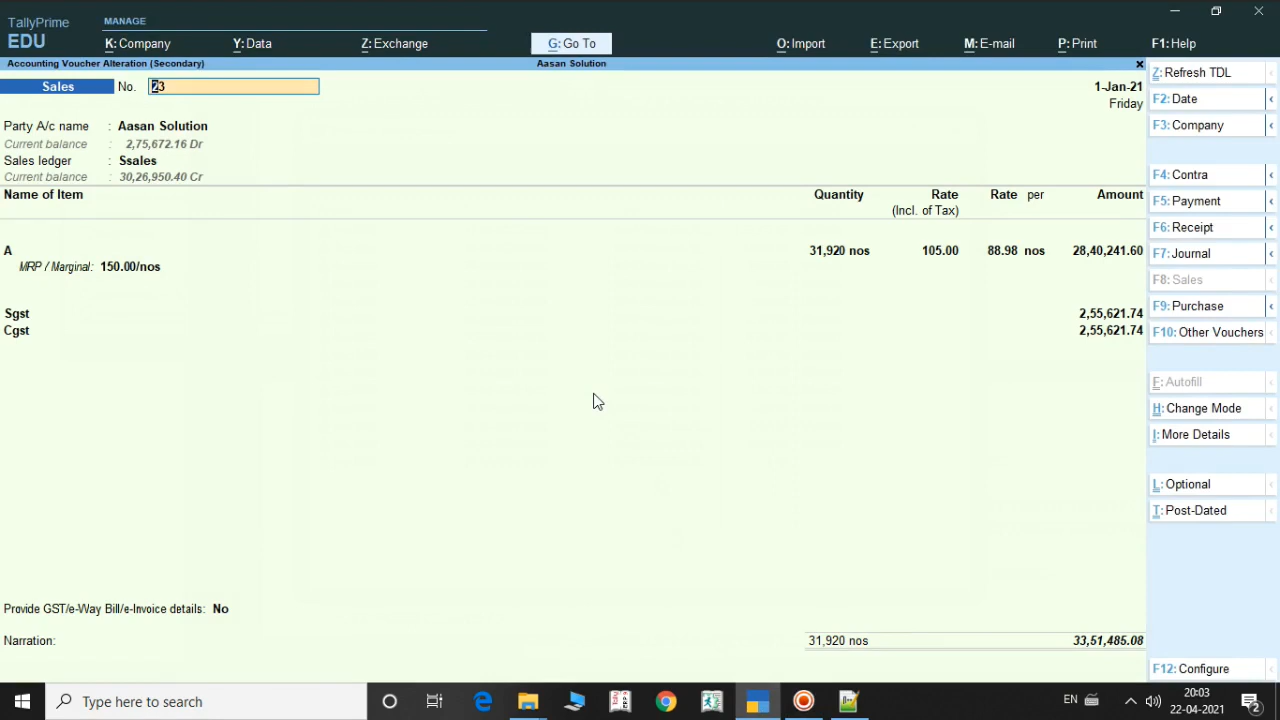 TallyPrime
EDU
MANAGE
K: Company
Y: Data
Z: Exchange
G: Go To
O: Import
E: Export
M: E-mail
P: Print
F1: Help
Accounting Voucher Alteration (Secondary)
Aasan Solution
Sales No. 23
1-Jan-21
Friday
Party A/c name : Aasan Solution
Current balance : 2,75,672.16 Dr
Sales ledger : Ssales
Current balance : 30,26,950.40 Cr
Name of Item Quantity Rate Rate per Amount
(Incl. of Tax)
A 31,920 nos 105.00 88.98 nos 28,40,241.60
MRP / Marginal: 150.00/nos
Sgst 2,55,621.74
Cgst 2,55,621.74
Provide GST/e-Way Bill/e-Invoice details: No
Narration: 31,920 nos 33,51,485.08
Z: Refresh TDL
F2: Date
F3: Company
F4: Contra
F5: Payment
F6: Receipt
F7: Journal
F8: Sales
F9: Purchase
F10: Other Vouchers
F: Autofill
H: Change Mode
I: More Details
L: Optional
T: Post-Dated
F12: Configure
Type here to search
EN
20:03
22-04-2021
2